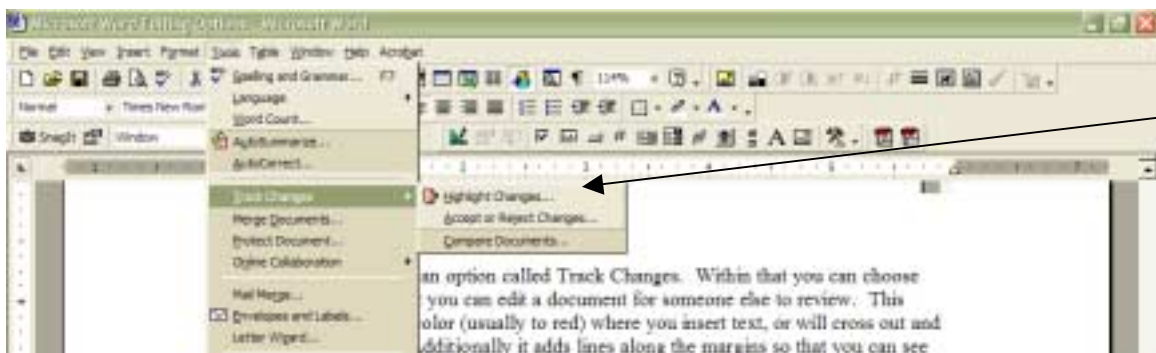 Microsoft Word Editing Options - Microsoft Word
File Edit View Insert Format Tools Table Window Help Acrobat
Spelling and Grammar... F7
114%
Language
Normal Times New Roman
Word Count...
SnagIt Window
AutoSummarize...
AutoCorrect...
Track Changes
Highlight Changes...
Merge Documents...
Accept or Reject Changes...
Protect Document...
Compare Documents...
Online Collaboration
an option called Track Changes. Within that you can choose
Mail Merge...
you can edit a document for someone else to review. This
Envelopes and Labels...
color (usually to red) where you insert text, or will cross out and
Letter Wizard...
Additionally it adds lines along the margins so that you can see